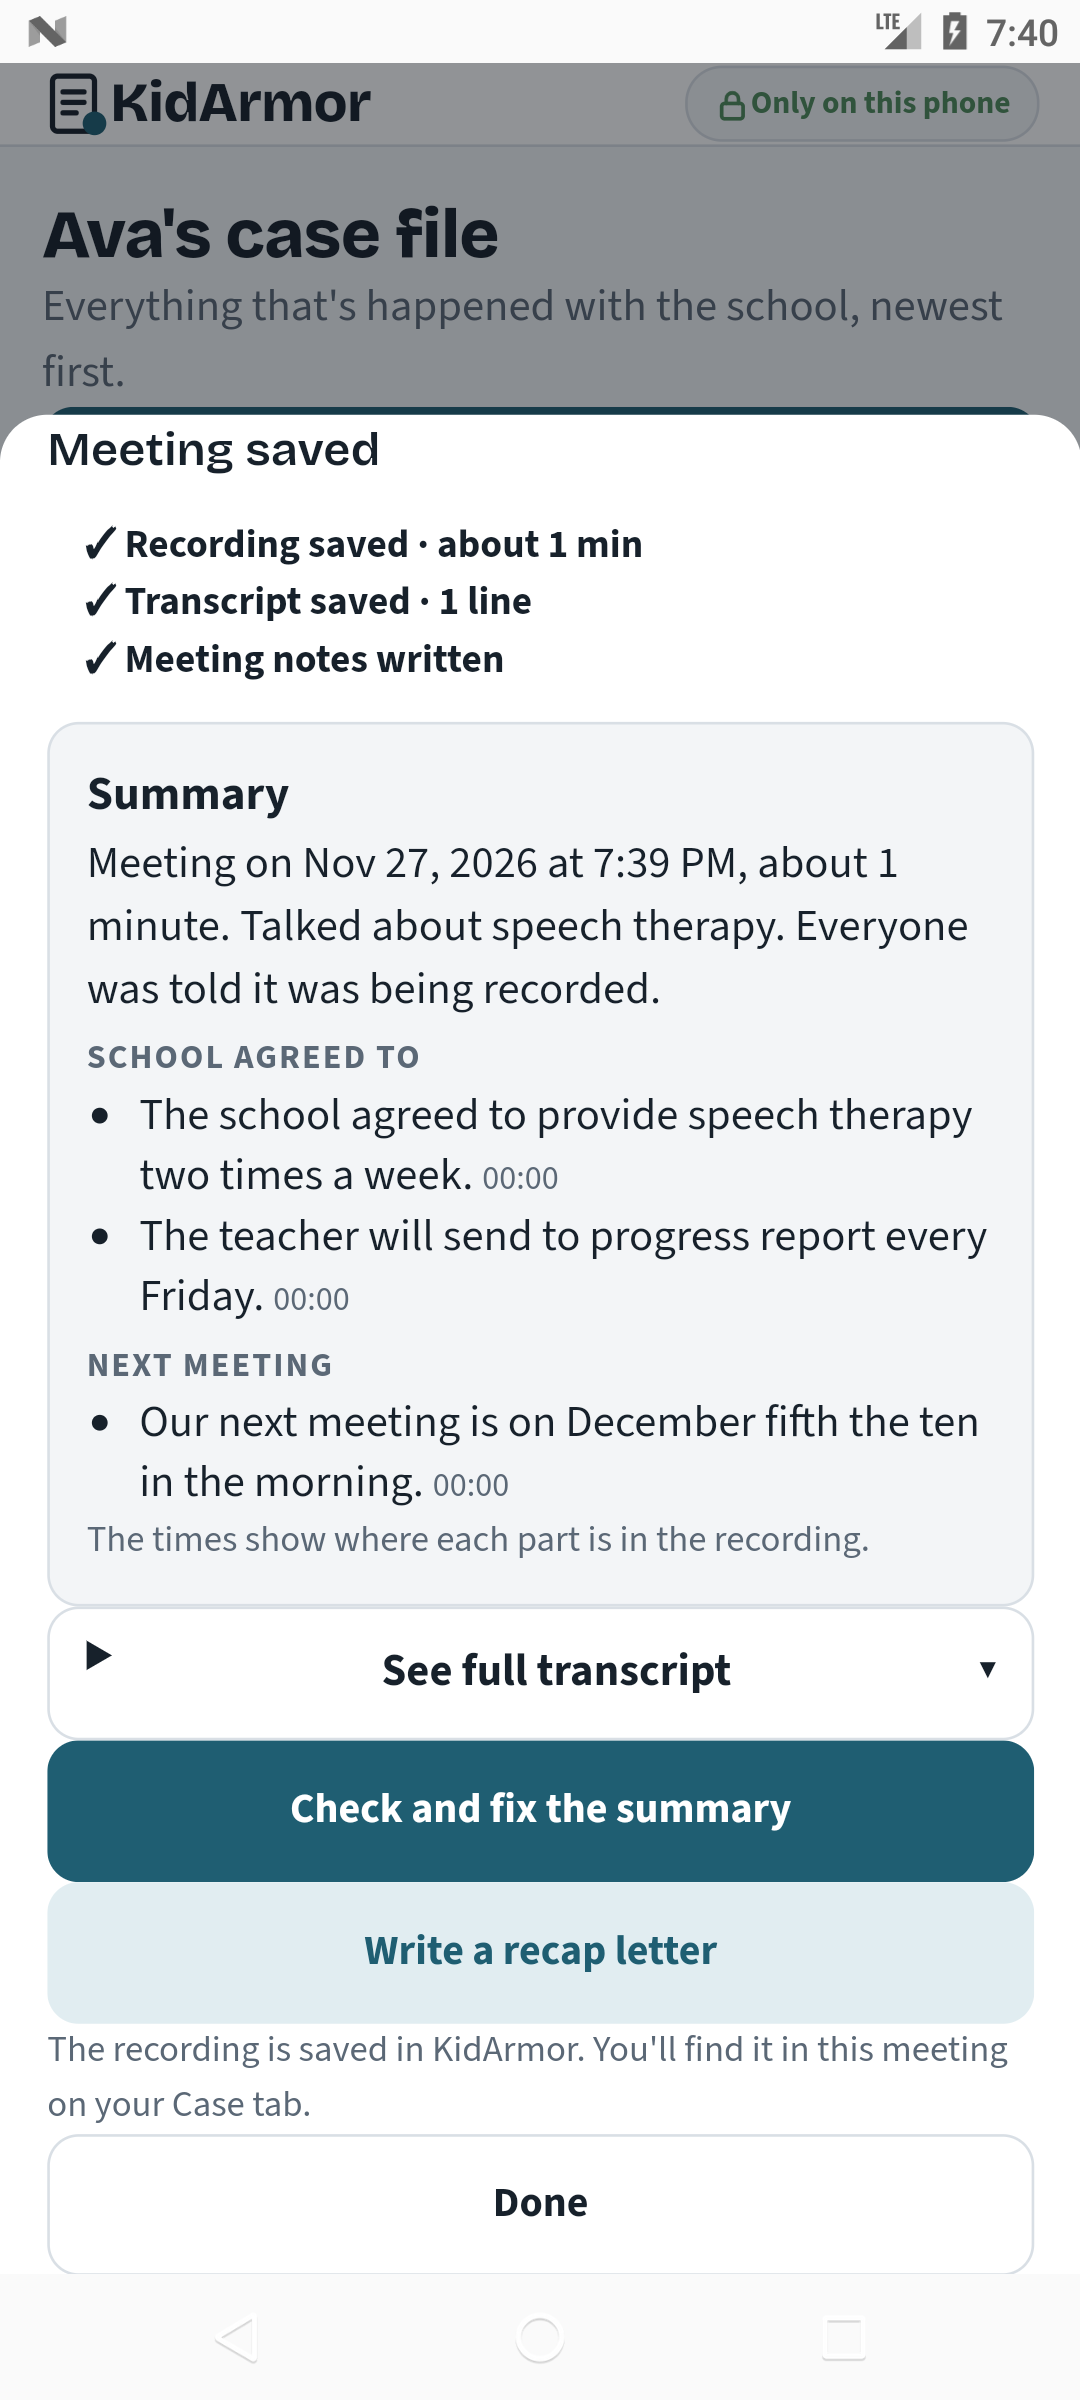 LTE 7:40
KidArmor
Only on this phone
Ava's case file
Everything that's happened with the school, newest
first.
Meeting saved
✓ Recording saved · about 1 min
✓ Transcript saved · 1 line
✓ Meeting notes written
Summary
Meeting on Nov 27, 2026 at 7:39 PM, about 1
minute. Talked about speech therapy. Everyone
was told it was being recorded.
SCHOOL AGREED TO
• The school agreed to provide speech therapy
two times a week. 00:00
• The teacher will send to progress report every
Friday. 00:00
NEXT MEETING
• Our next meeting is on December fifth the ten
in the morning. 00:00
The times show where each part is in the recording.
See full transcript
Check and fix the summary
Write a recap letter
The recording is saved in KidArmor. You'll find it in this meeting
on your Case tab.
Done